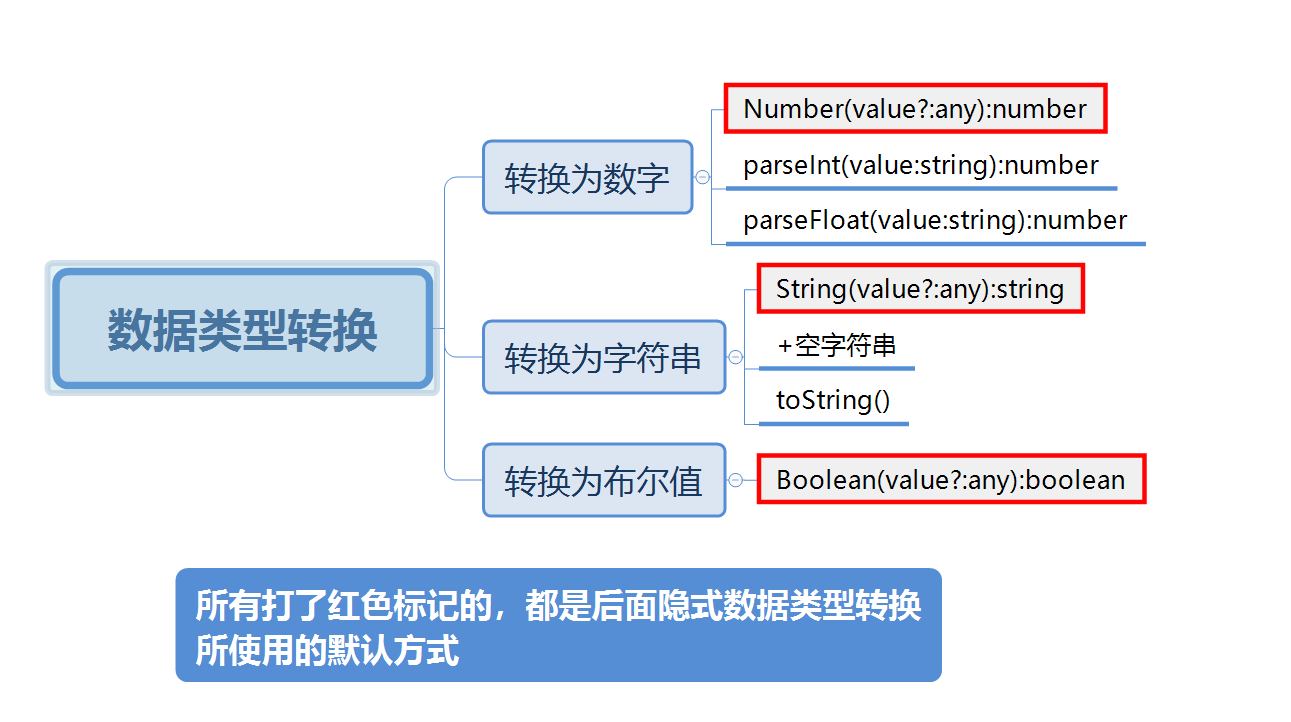 数据类型转换
转换为数字
Number(value?:any):number
parseInt(value:string):number
parseFloat(value:string):number
转换为字符串
String(value?:any):string
+空字符串
toString()
转换为布尔值
Boolean(value?:any):boolean
所有打了红色标记的，都是后面隐式数据类型转换
所使用的默认方式